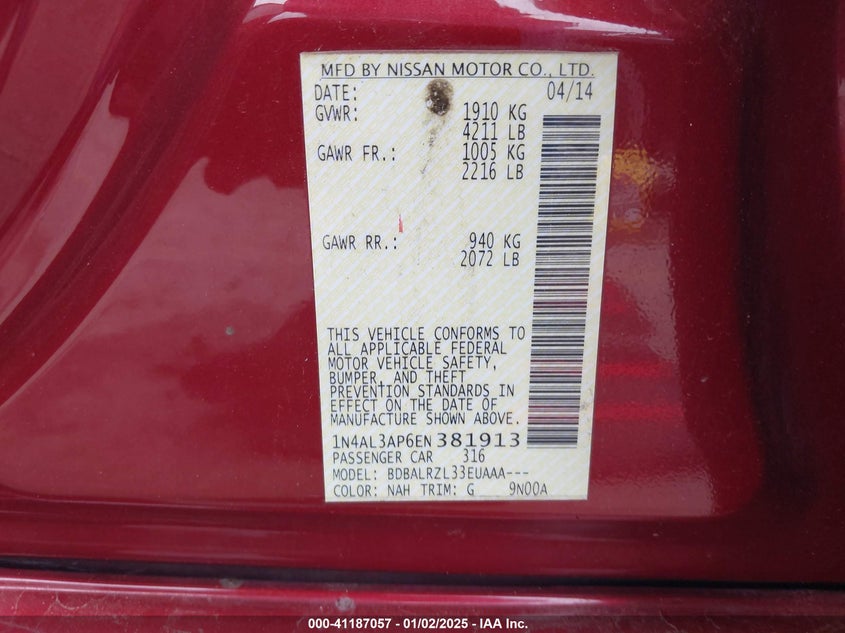 MFD BY NISSAN MOTOR CO., LTD.
DATE: 04/14
GVWR: 1910 KG
4211 LB
GAWR FR.: 1005 KG
2216 LB
GAWR RR.: 940 KG
2072 LB
THIS VEHICLE CONFORMS TO
ALL APPLICABLE FEDERAL
MOTOR VEHICLE SAFETY,
BUMPER, AND THEFT
PREVENTION STANDARDS IN
EFFECT ON THE DATE OF
MANUFACTURE SHOWN ABOVE.
1N4AL3AP6EN381913
PASSENGER CAR 316
MODEL: BDBALRZL33EUAAA---
COLOR: NAH TRIM: G 9N00A
000-41187057 - 01/02/2025 - IAA Inc.